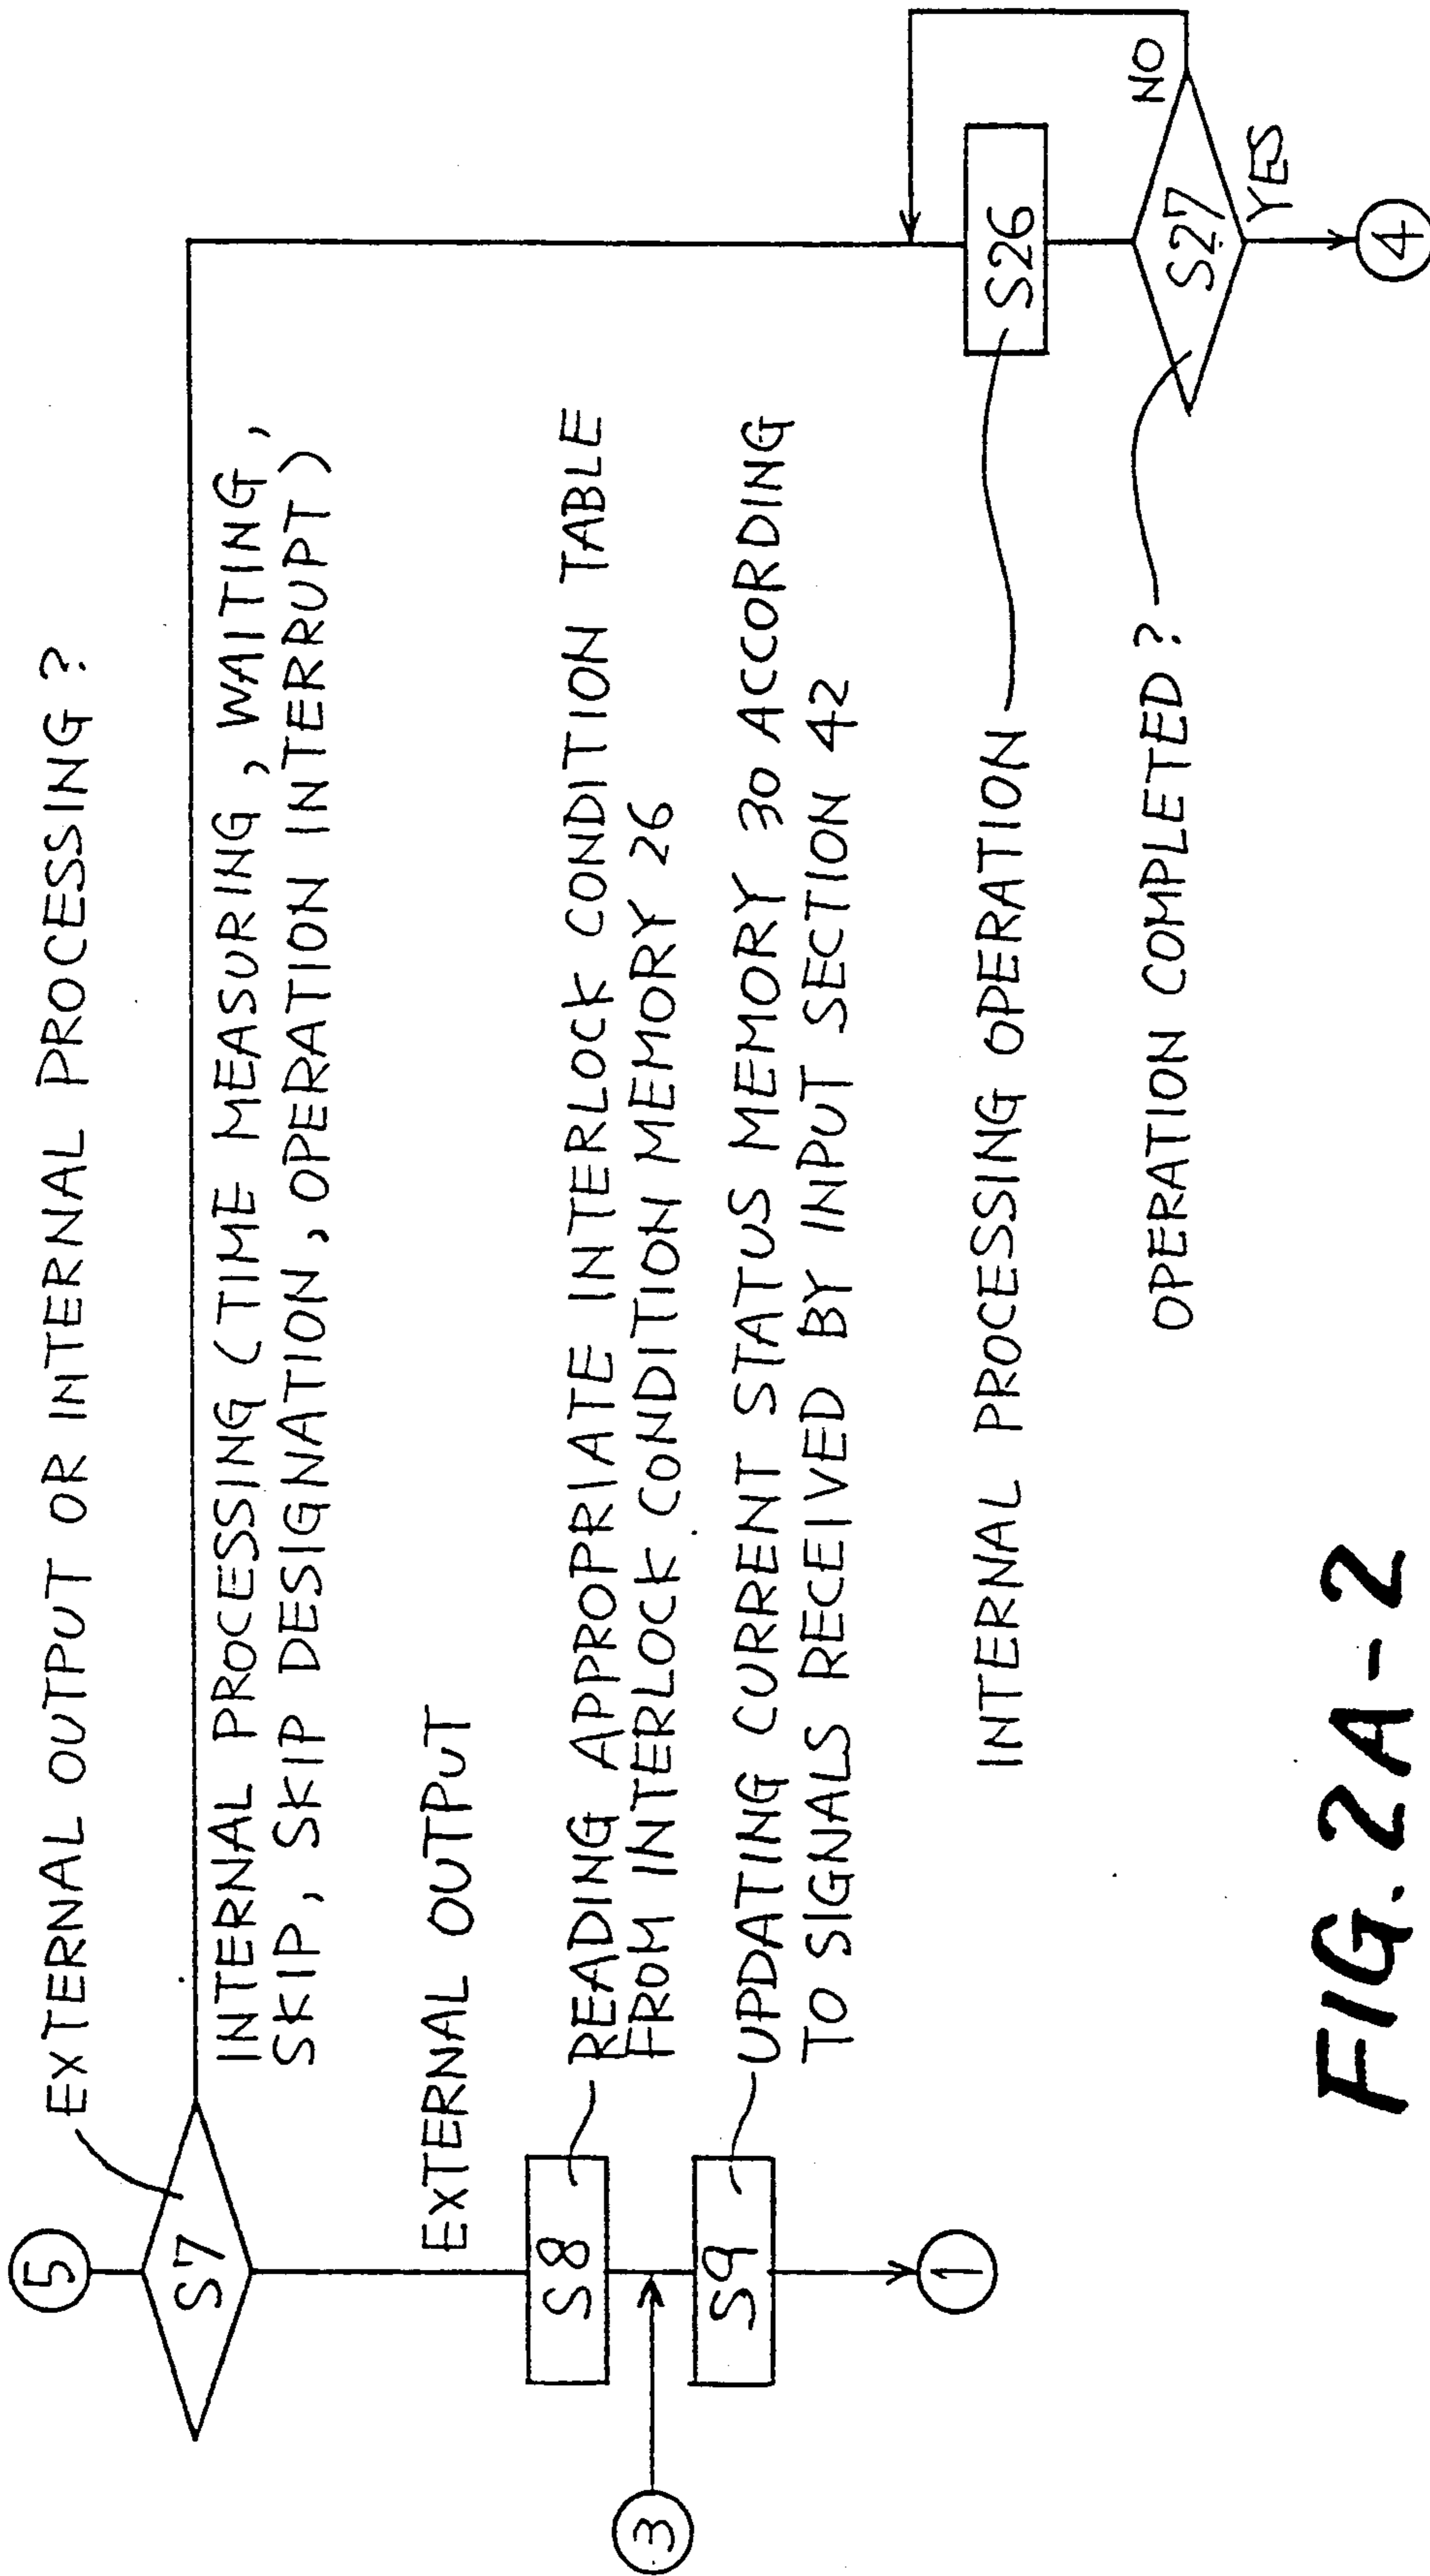 5
EXTERNAL OUTPUT OR INTERNAL PROCESSING ?
S7
INTERNAL PROCESSING (TIME MEASURING , WAITING ,
SKIP, SKIP DESIGNATION, OPERATION INTERRUPT)
EXTERNAL OUTPUT
S8
READING APPROPRIATE INTERLOCK CONDITION TABLE
FROM INTERLOCK CONDITION MEMORY 26
3
S9
UPDATING CURRENT STATUS MEMORY 30 ACCORDING
TO SIGNALS RECEIVED BY INPUT SECTION 42
1
INTERNAL PROCESSING OPERATION
S26
OPERATION COMPLETED ?
S27
NO
YES
4
FIG. 2A-2